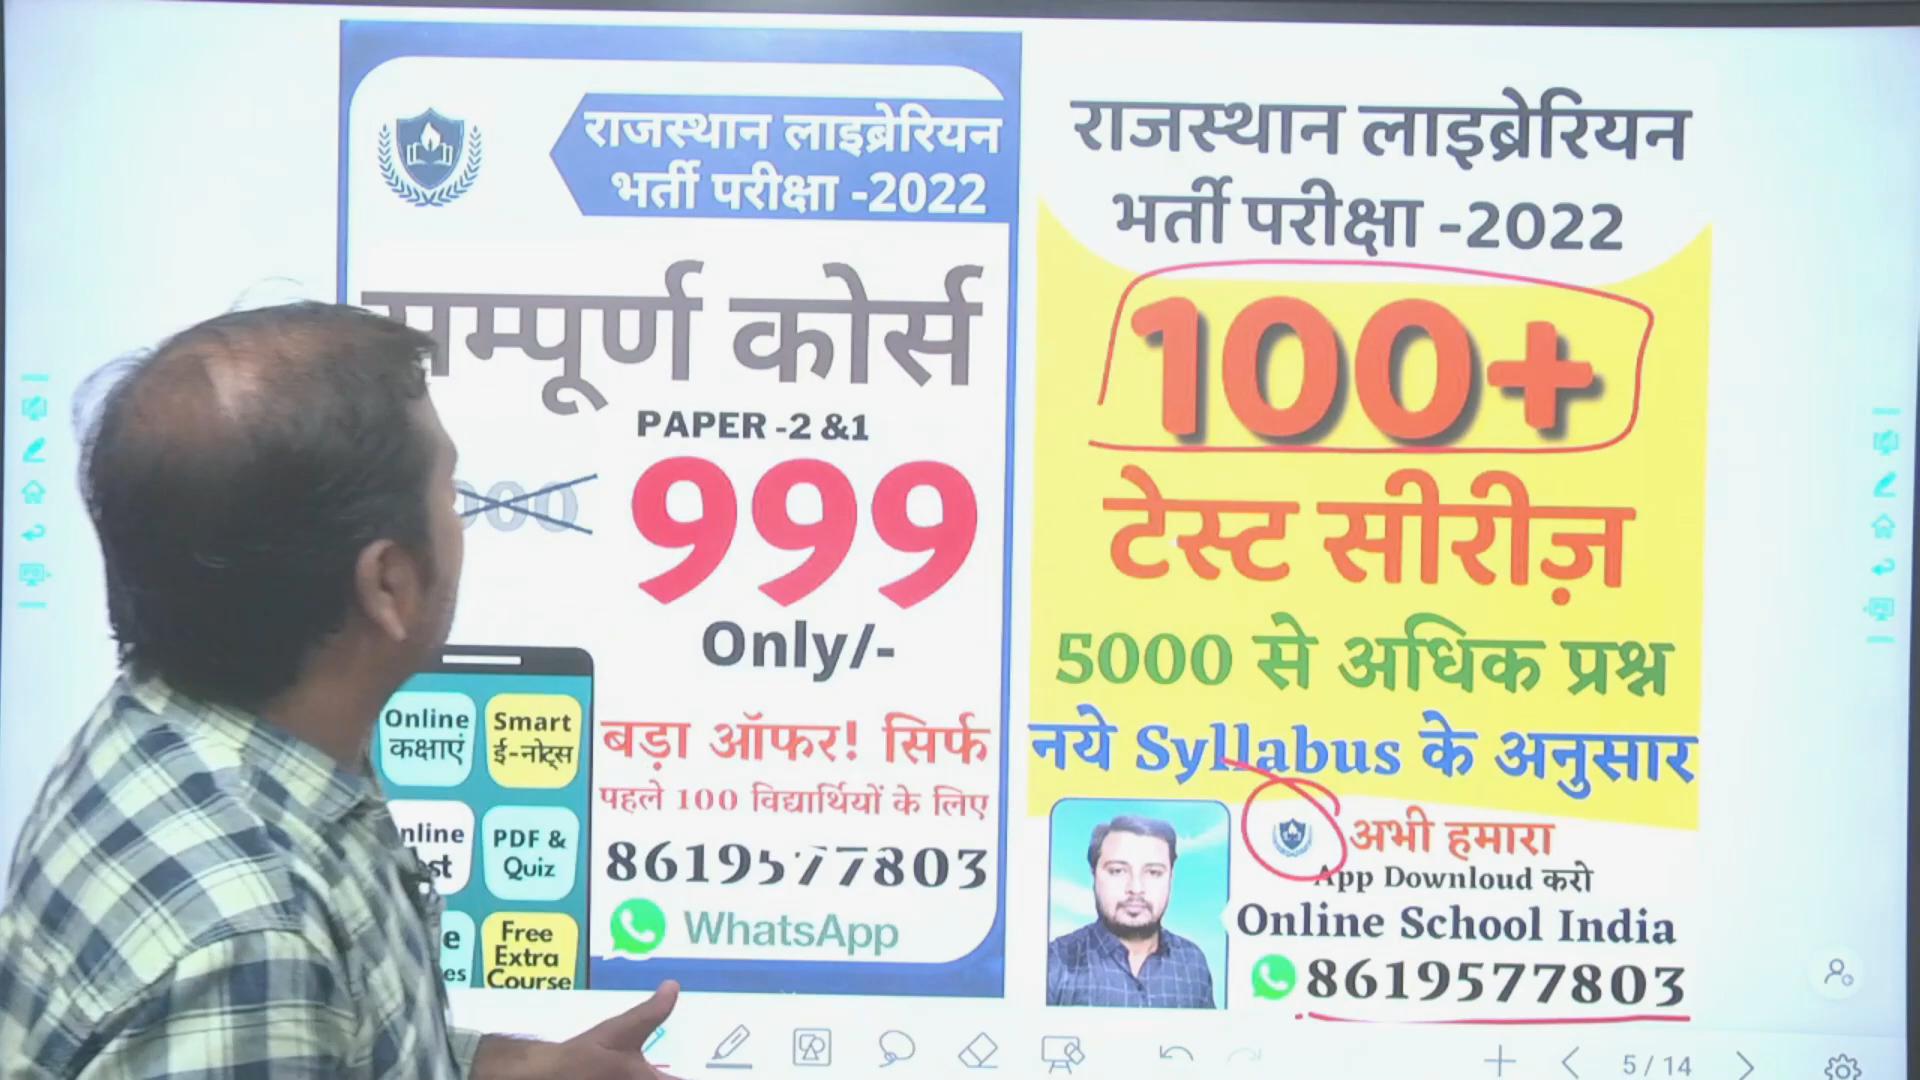 राजस्थान लाइब्रेरियन
भर्ती परीक्षा -2022
सम्पूर्ण कोर्स
PAPER -2 &1
999
Only/-
Online
कक्षाएं
Smart
ई-नोट्स
PDF &
Quiz
Free
Extra
Course
बड़ा ऑफर! सिर्फ
पहले 100 विद्यार्थियों के लिए
8619577803
WhatsApp
राजस्थान लाइब्रेरियन
भर्ती परीक्षा -2022
100+
टेस्ट सीरीज़
5000 से अधिक प्रश्न
नये Syllabus के अनुसार
अभी हमारा
App Downloud करो
Online School India
8619577803
5 / 14